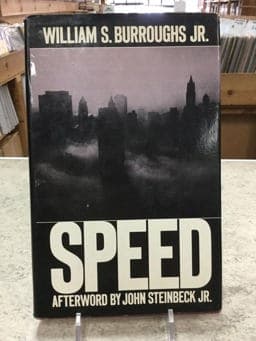 WILLIAM S. BURROUGHS JR.
SPEED
AFTERWORD BY JOHN STEINBECK JR.